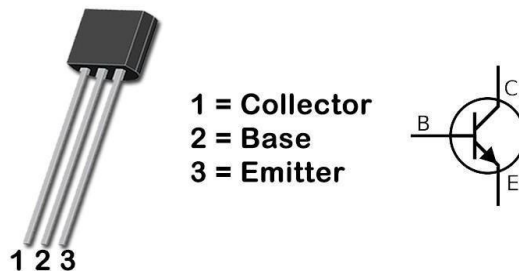 1 = Collector
2 = Base
3 = Emitter
1 2 3
C
B
E